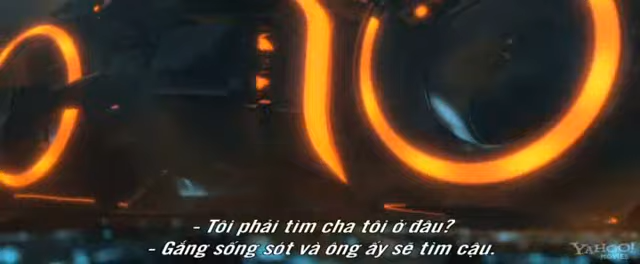 - Tôi phải tìm cha tôi ở đâu?
- Gắng sống sót và ông ấy sẽ tìm cậu.
YAHOO!
MOVIES